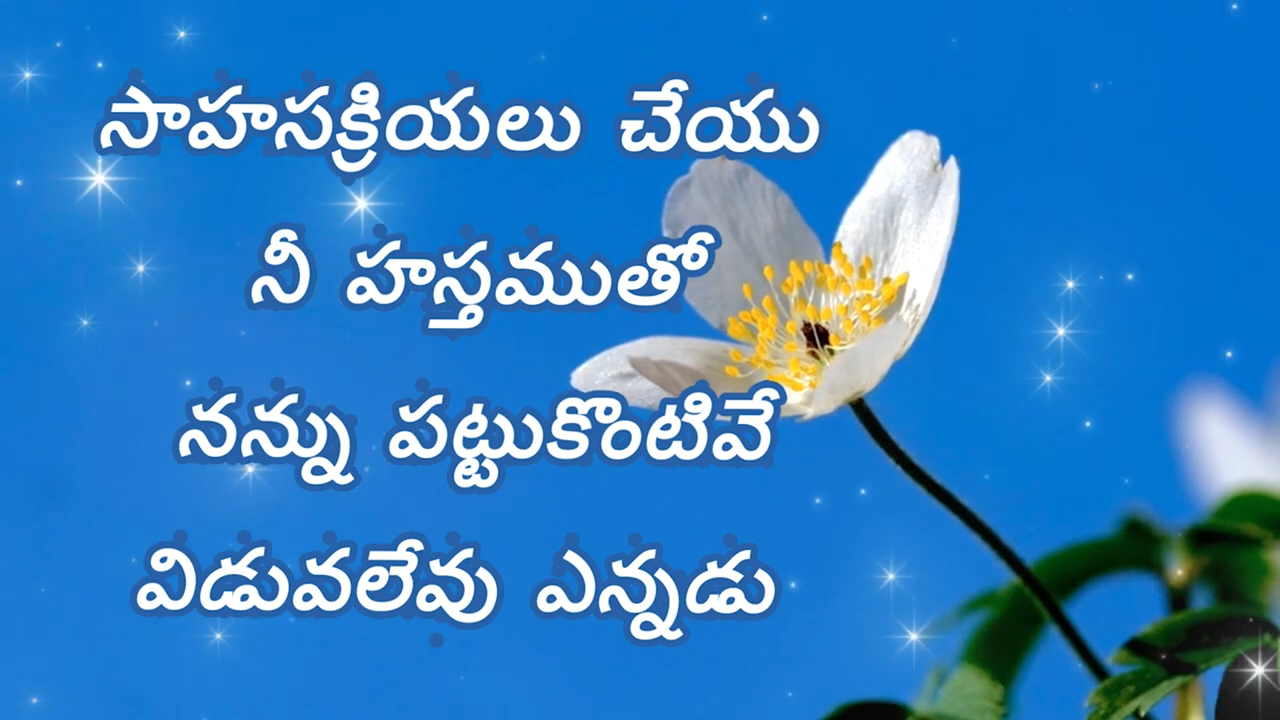 సాహసక్రియలు చేయు
నీ హస్తముతో
నన్ను పట్టుకొంటివే
విడువలేవు ఎన్నడు